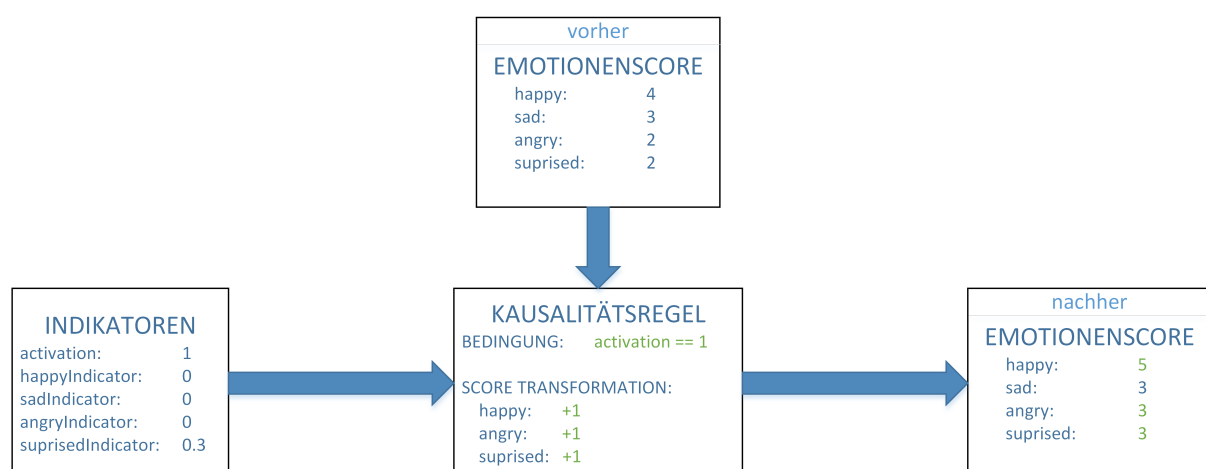 vorher
EMOTIONENSCORE
happy: 4
sad: 3
angry: 2
suprised: 2
INDIKATOREN
activation: 1
happyIndicator: 0
sadIndicator: 0
angryIndicator: 0
suprisedIndicator: 0.3
KAUSALITÄTSREGEL
BEDINGUNG: activation == 1
SCORE TRANSFORMATION:
happy: +1
angry: +1
suprised: +1
nachher
EMOTIONENSCORE
happy: 5
sad: 3
angry: 3
suprised: 3